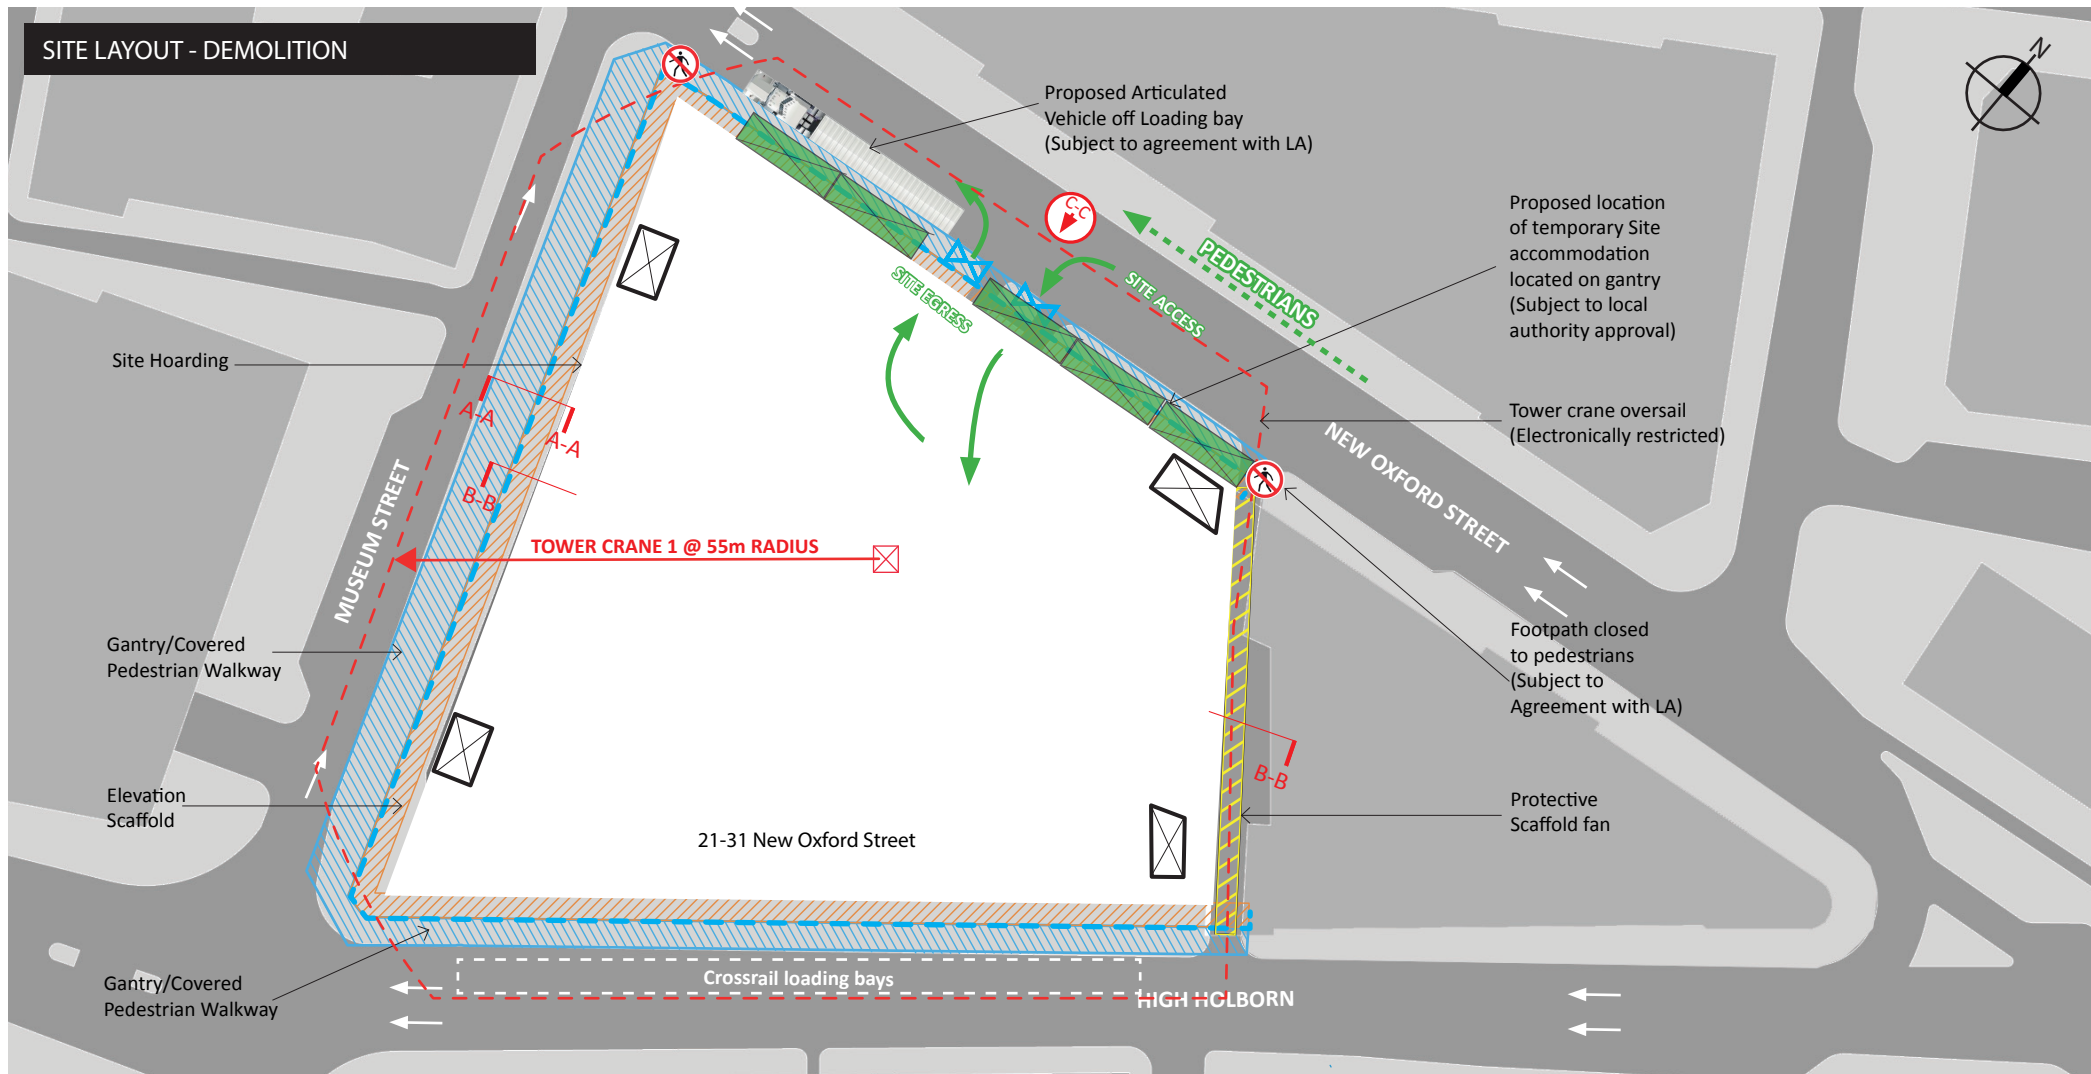 SITE LAYOUT - DEMOLITION
N
Proposed Articulated
Vehicle off Loading bay
(Subject to agreement with LA)
Proposed location
of temporary Site
accommodation
located on gantry
(Subject to local
authority approval)
C-C
PEDESTRIANS
SITE ACCESS
SITE EGRESS
Site Hoarding
A-A
A-A
B-B
Tower crane oversail
(Electronically restricted)
NEW OXFORD STREET
MUSEUM STREET
TOWER CRANE 1 @ 55m RADIUS
Gantry/Covered
Pedestrian Walkway
Footpath closed
to pedestrians
(Subject to
Agreement with LA)
B-B
Elevation
Scaffold
Protective
Scaffold fan
21-31 New Oxford Street
Gantry/Covered
Pedestrian Walkway
Crossrail loading bays
HIGH HOLBORN